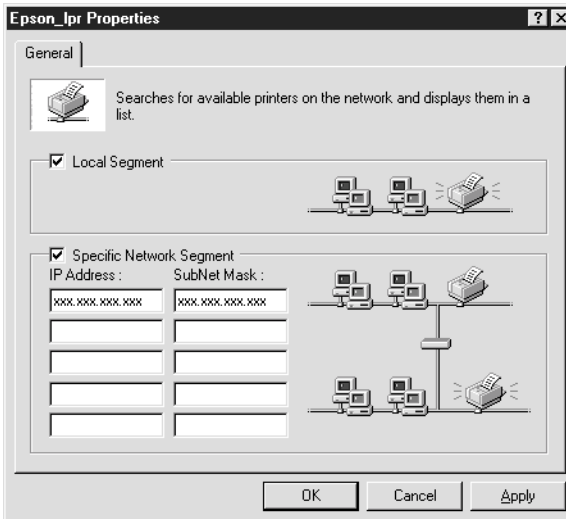 Epson_lpr Properties
General
Searches for available printers on the network and displays them in a
list.
Local Segment
Specific Network Segment
IP Address : SubNet Mask :
xxx.xxx.xxx.xxx xxx.xxx.xxx.xxx
OK Cancel Apply